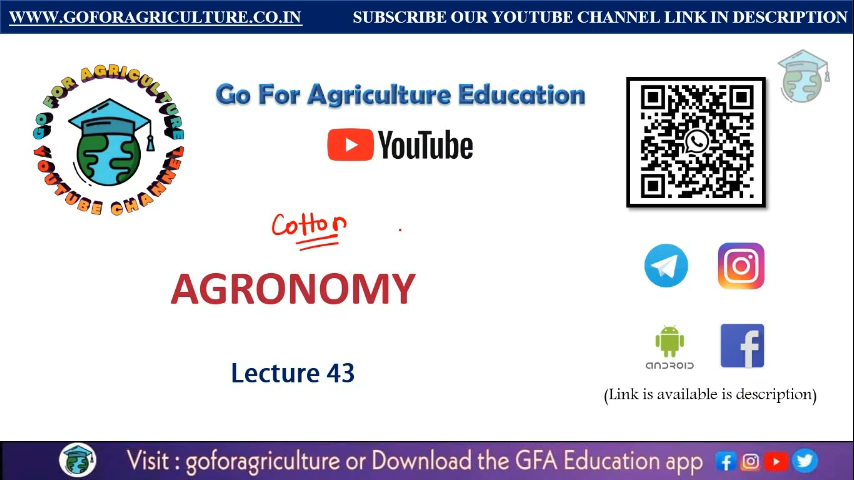 WWW.GOFORAGRICULTURE.CO.IN SUBSCRIBE OUR YOUTUBE CHANNEL LINK IN DESCRIPTION
GO FOR AGRICULTURE
YOUTUBE CHANNEL
Go For Agriculture Education
YouTube
Cotton
AGRONOMY
Lecture 43
ANDROID
(Link is available is description)
Visit : goforagriculture or Download the GFA Education app